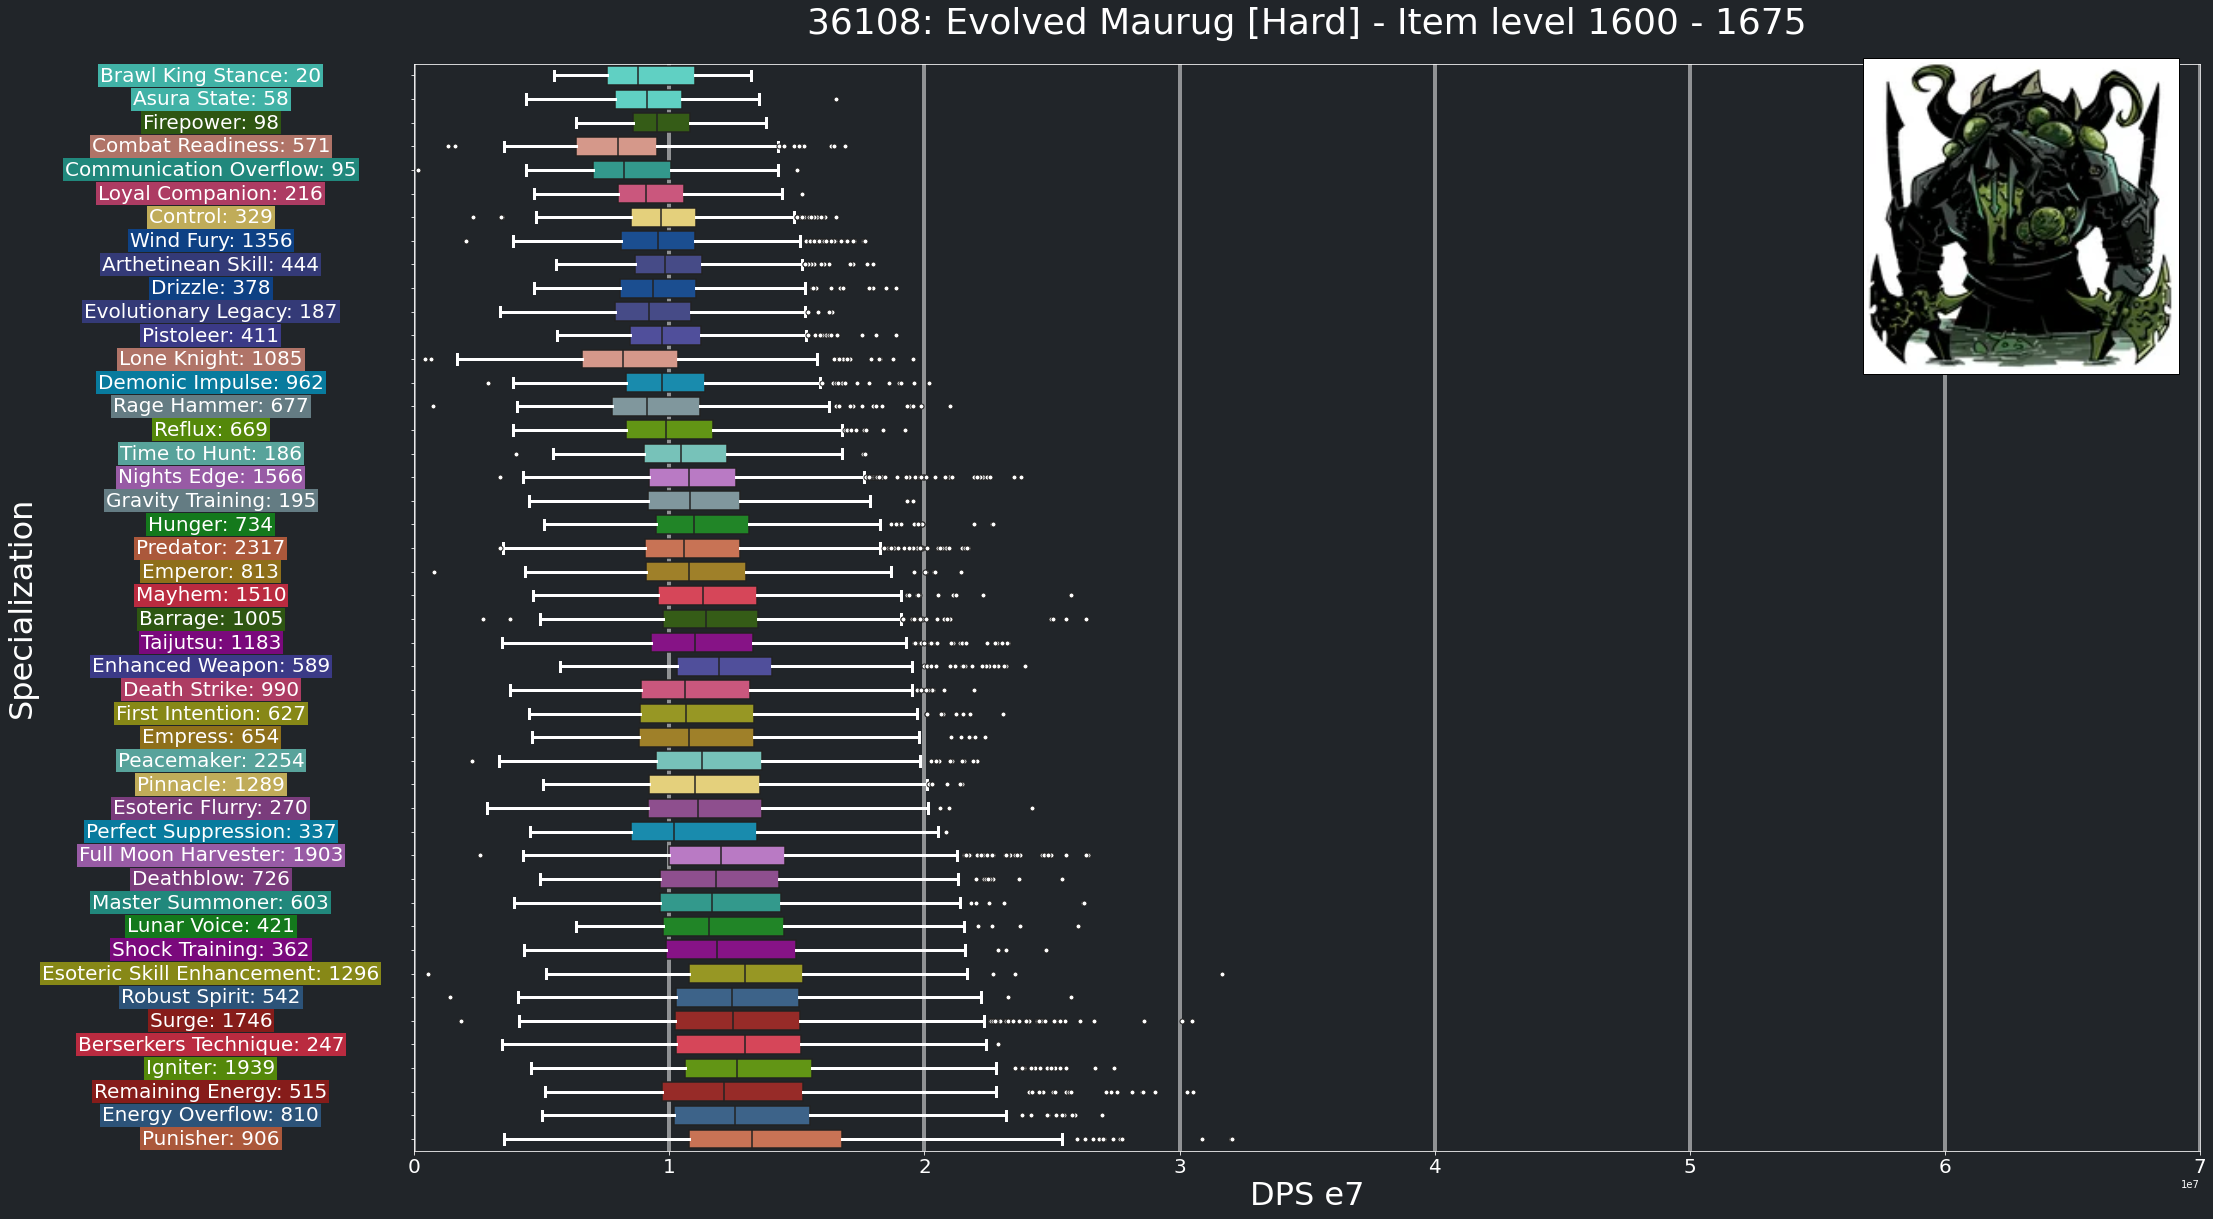 36108: Evolved Maurug [Hard] - Item level 1600 - 1675
Specialization
Brawl King Stance: 20
Asura State: 58
Firepower: 98
Combat Readiness: 571
Communication Overflow: 95
Loyal Companion: 216
Control: 329
Wind Fury: 1356
Arthetinean Skill: 444
Drizzle: 378
Evolutionary Legacy: 187
Pistoleer: 411
Lone Knight: 1085
Demonic Impulse: 962
Rage Hammer: 677
Reflux: 669
Time to Hunt: 186
Nights Edge: 1566
Gravity Training: 195
Hunger: 734
Predator: 2317
Emperor: 813
Mayhem: 1510
Barrage: 1005
Taijutsu: 1183
Enhanced Weapon: 589
Death Strike: 990
First Intention: 627
Empress: 654
Peacemaker: 2254
Pinnacle: 1289
Esoteric Flurry: 270
Perfect Suppression: 337
Full Moon Harvester: 1903
Deathblow: 726
Master Summoner: 603
Lunar Voice: 421
Shock Training: 362
Esoteric Skill Enhancement: 1296
Robust Spirit: 542
Surge: 1746
Berserkers Technique: 247
Igniter: 1939
Remaining Energy: 515
Energy Overflow: 810
Punisher: 906
0 1 2 3 4 5 6 7
1e7
DPS e7